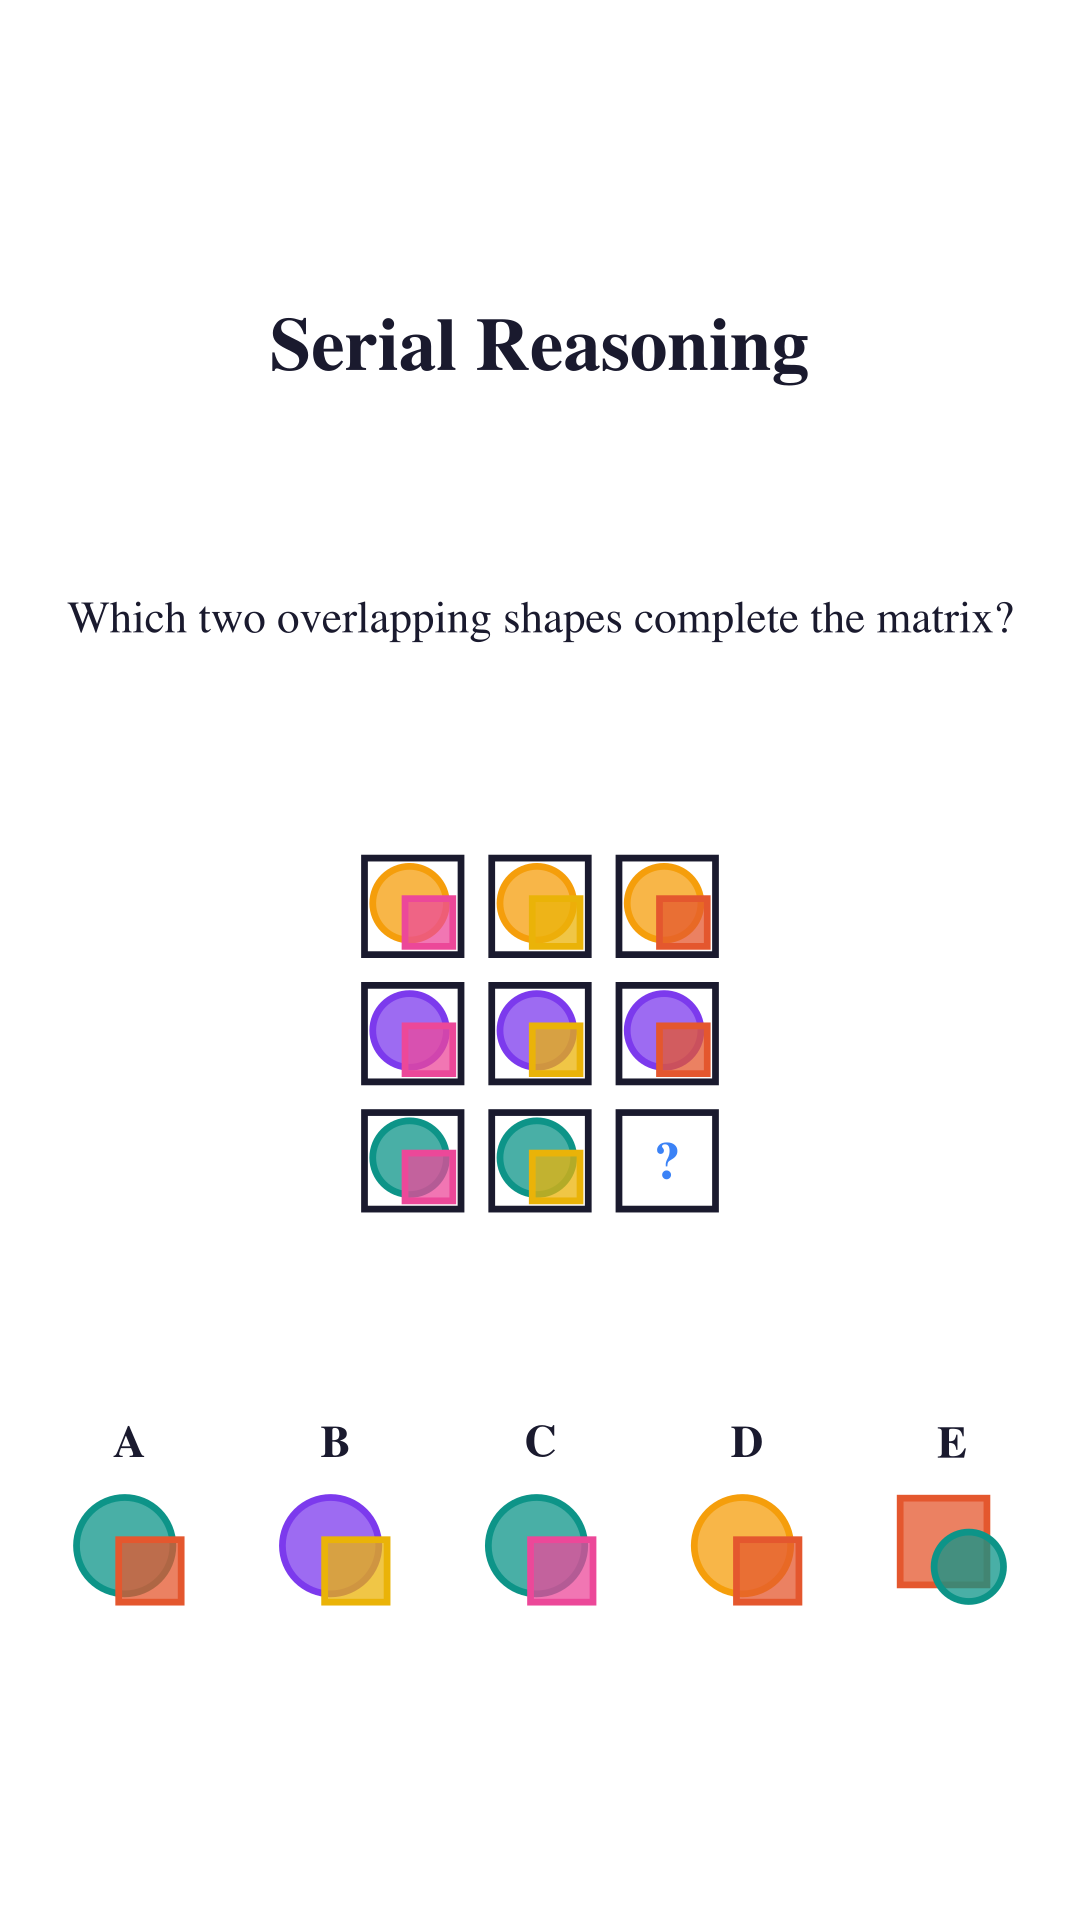 Serial Reasoning
Which two overlapping shapes complete the matrix?
?
A B C D E